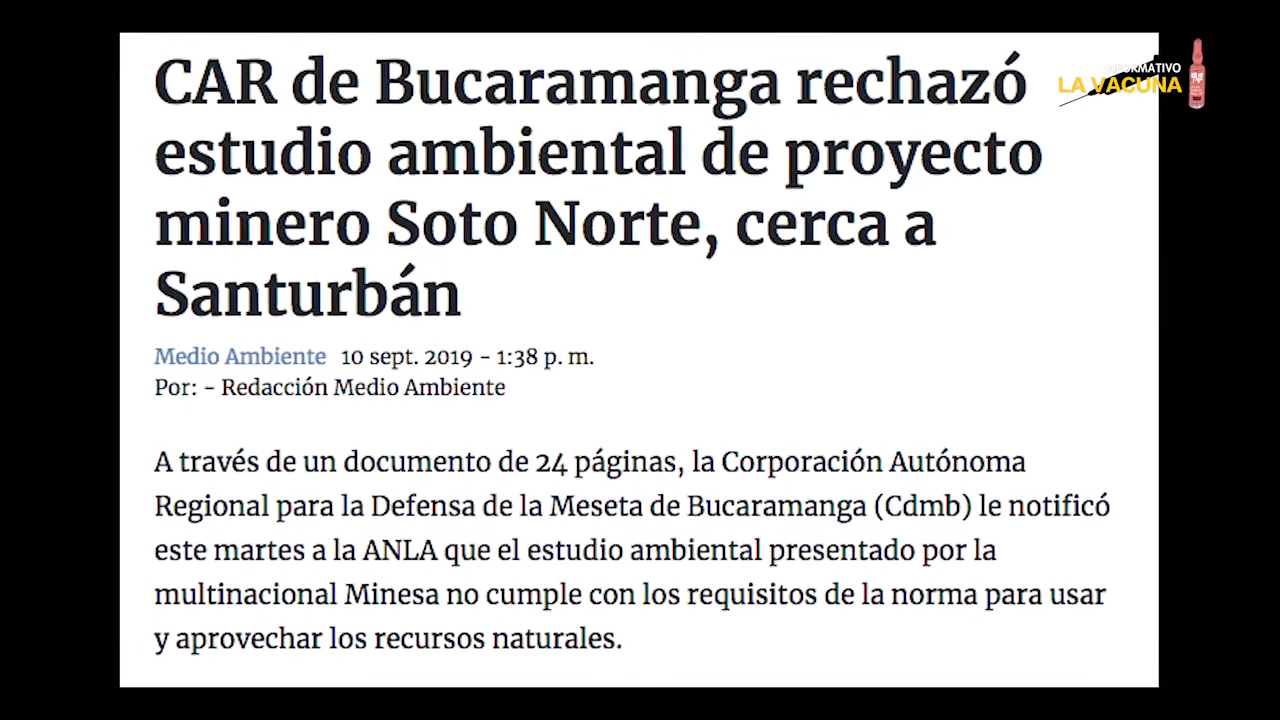 CAR de Bucaramanga rechazó
estudio ambiental de proyecto
minero Soto Norte, cerca a
Santurbán
INFORMATIVO
LA VACUNA
Medio Ambiente 10 sept. 2019 - 1:38 p. m.
Por: - Redacción Medio Ambiente
A través de un documento de 24 páginas, la Corporación Autónoma
Regional para la Defensa de la Meseta de Bucaramanga (Cdmb) le notificó
este martes a la ANLA que el estudio ambiental presentado por la
multinacional Minesa no cumple con los requisitos de la norma para usar
y aprovechar los recursos naturales.